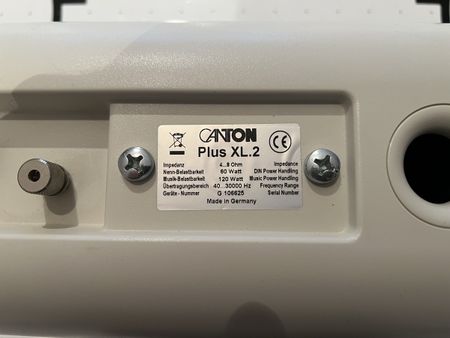 CANTON CE
Plus XL.2
Impedanz 4...8 Ohm Impedance
Nenn-Belastbarkeit 60 Watt DIN Power Handling
Musik-Belastbarkeit 120 Watt Music Power Handling
Übertragungsbereich 40...30000 Hz Frequency Range
Geräte - Nummer G 106625 Serial Number
Made in Germany